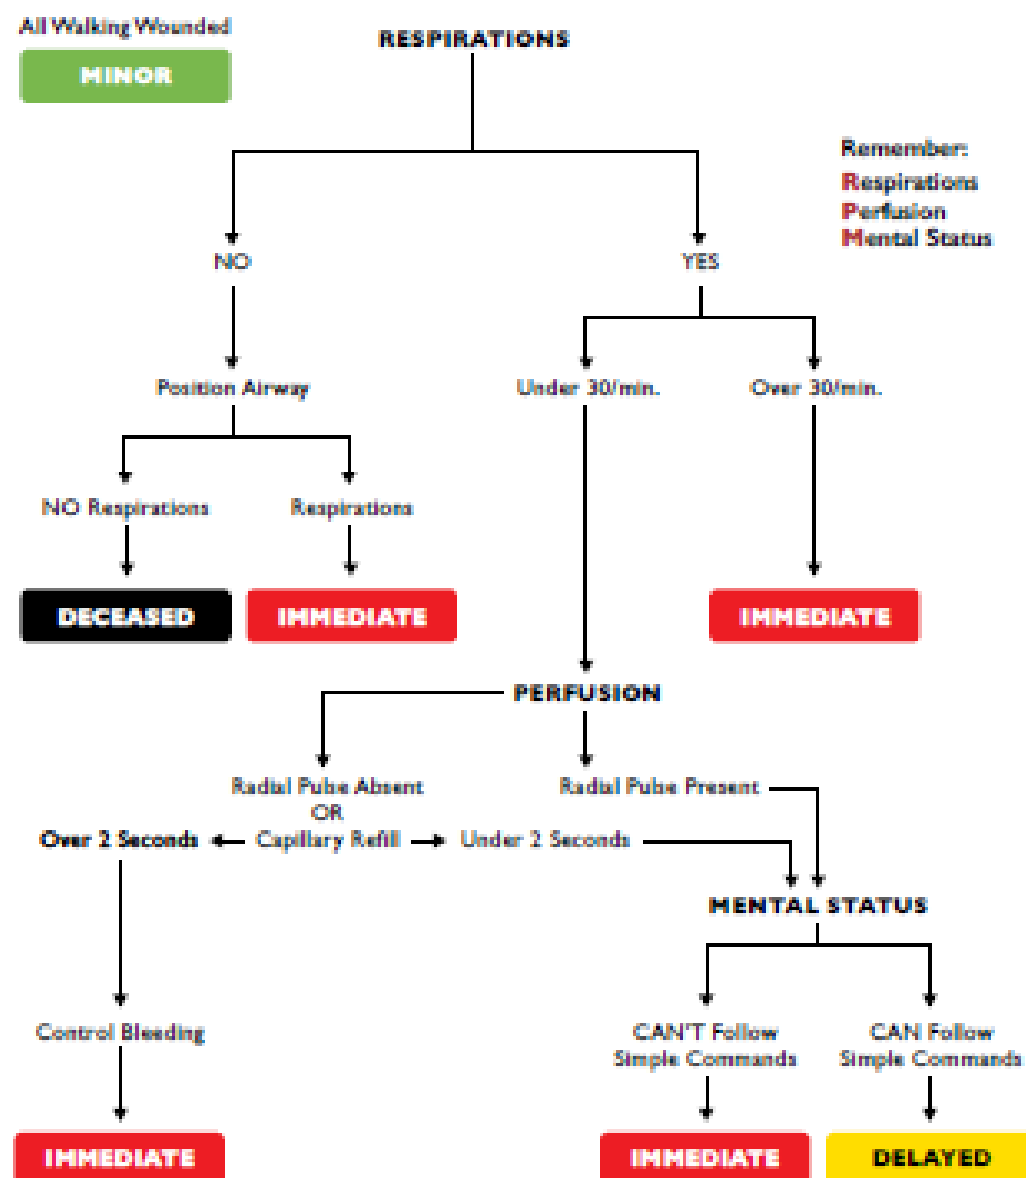 All Walking Wounded
MINOR
RESPIRATIONS
Remember:
Respirations
Perfusion
Mental Status
NO
YES
Position Airway
Under 30/min.
Over 30/min.
NO Respirations
Respirations
DECEASED
IMMEDIATE
IMMEDIATE
PERFUSION
Radial Pulse Absent
OR
Radial Pulse Present
Over 2 Seconds
Capillary Refill
Under 2 Seconds
MENTAL STATUS
Control Bleeding
CAN'T Follow
Simple Commands
CAN Follow
Simple Commands
IMMEDIATE
IMMEDIATE
DELAYED